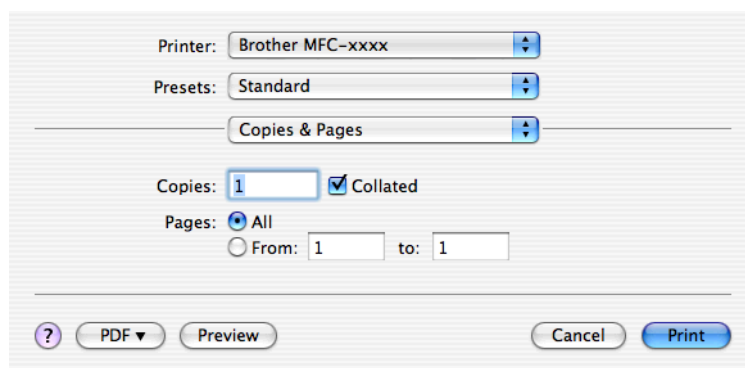 Printer: Brother MFC-xxxx
Presets: Standard
Copies & Pages
Copies: 1 Collated
Pages: All
From: 1 to: 1
? PDF ▼ Preview Cancel Print